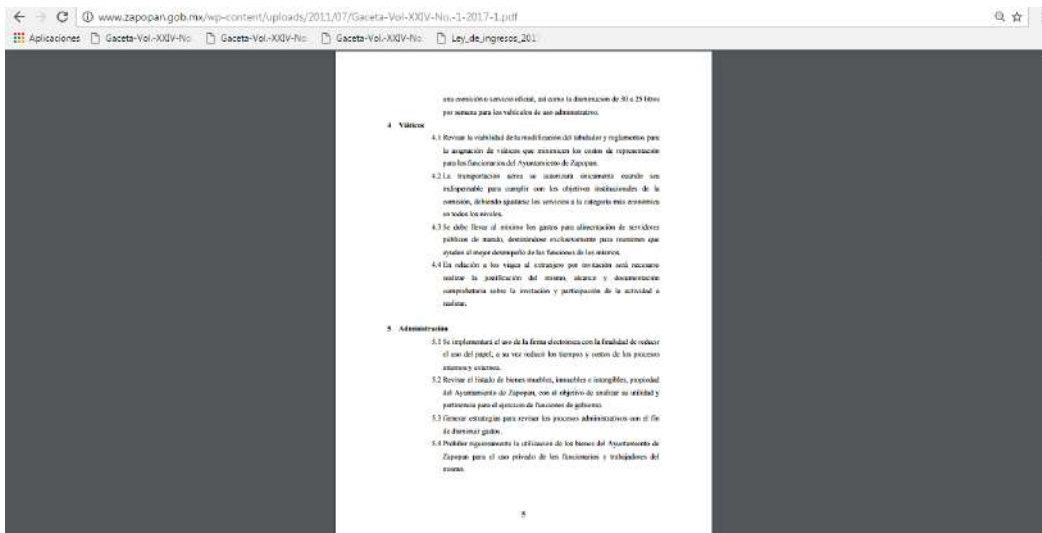 www.zapopan.gob.mx/wp-content/uploads/2011/07/Gaceta-Vol-XXIV-No.-1-2017-1.pdf
Aplicaciones Gaceta-Vol.-XXIV-No Gaceta-Vol.-XXIV-No Gaceta-Vol.-XXIV-No Ley_de_ingresos_201
una comisión o servicio oficial, así como la disminución de 30 a 25 litros
por semana para los vehículos de uso administrativo.
4 Viáticos
4.1 Revisar la viabilidad de la modificación del tabulador y reglamentos para
la asignación de viáticos que minimicen los costos de representación
para los funcionarios del Ayuntamiento de Zapopan.
4.2 La transportación aérea se autorizará únicamente cuando sea
indispensable para cumplir con los objetivos institucionales de la
comisión, debiendo ajustarse los servicios a la categoría más económica
en todos los niveles.
4.3 Se debe llevar al mínimo los gastos para alimentación de servidores
públicos de mando, destinándose exclusivamente para reuniones que
ayuden al mejor desempeño de las funciones de los mismos.
4.4 En relación a los viajes al extranjero por invitación será necesario
realizar la justificación del mismo, alcance y documentación
comprobatoria sobre la invitación y participación de la actividad a
realizar.
5 Administración
5.1 Se implementará el uso de la firma electrónica con la finalidad de reducir
el uso del papel, a su vez reducir los tiempos y costos de los procesos
internos y externos.
5.2 Revisar el listado de bienes muebles, inmuebles e intangibles, propiedad
del Ayuntamiento de Zapopan, con el objetivo de analizar su utilidad y
pertinencia para el ejercicio de funciones de gobierno.
5.3 Generar estrategias para revisar los procesos administrativos con el fin
de disminuir gastos.
5.4 Prohibir rigurosamente la utilización de los bienes del Ayuntamiento de
Zapopan para el uso privado de los funcionarios y trabajadores del
mismo.
5